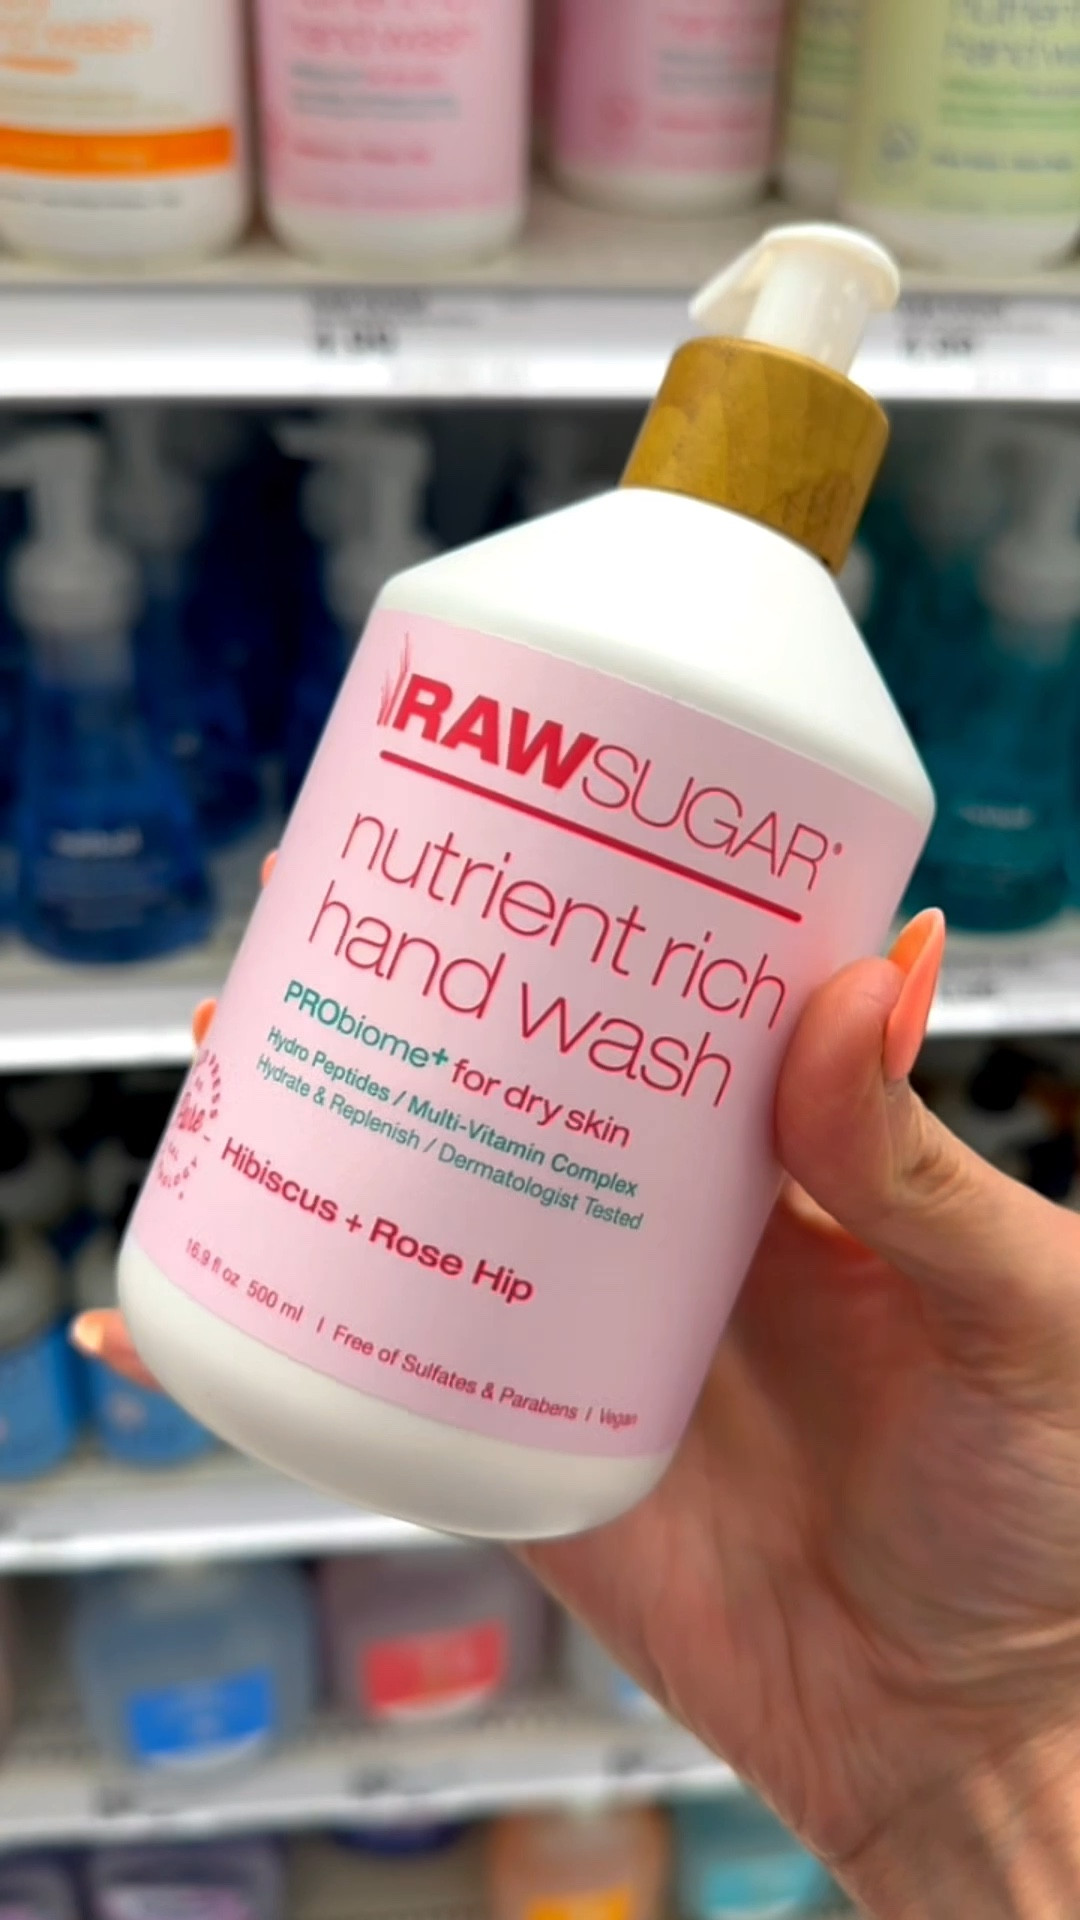 RAWSUGAR
nutrient rich
hand wash
PRObiome+ for dry skin
Hydro Peptides / Multi-Vitamin Complex
Hydrate & Replenish / Dermatologist Tested
Hibiscus + Rose Hip
16.9 fl oz 500 ml | Free of Sulfates & Parabens | Vegan